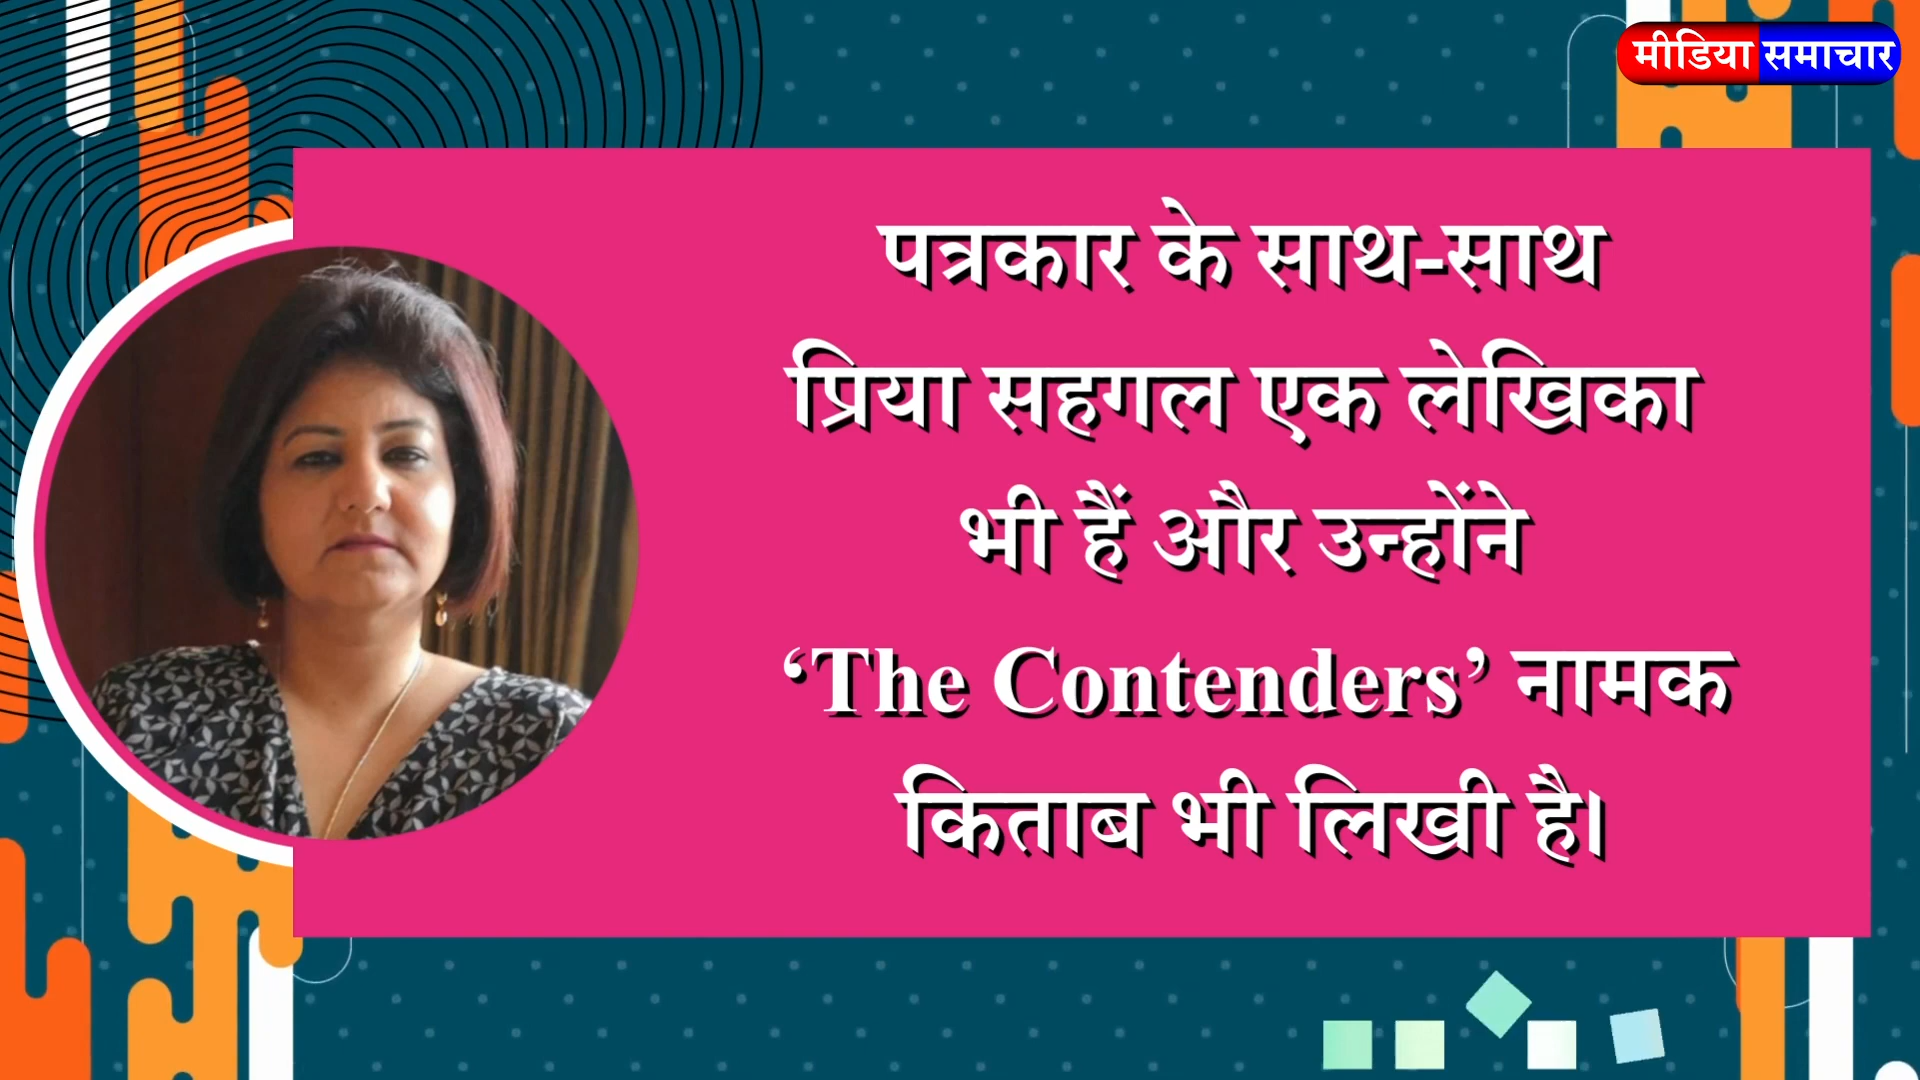 मीडिया समाचार
पत्रकार के साथ-साथ
प्रिया सहगल एक लेखिका
भी हैं और उन्होंने
‘The Contenders’ नामक
किताब भी लिखी है।